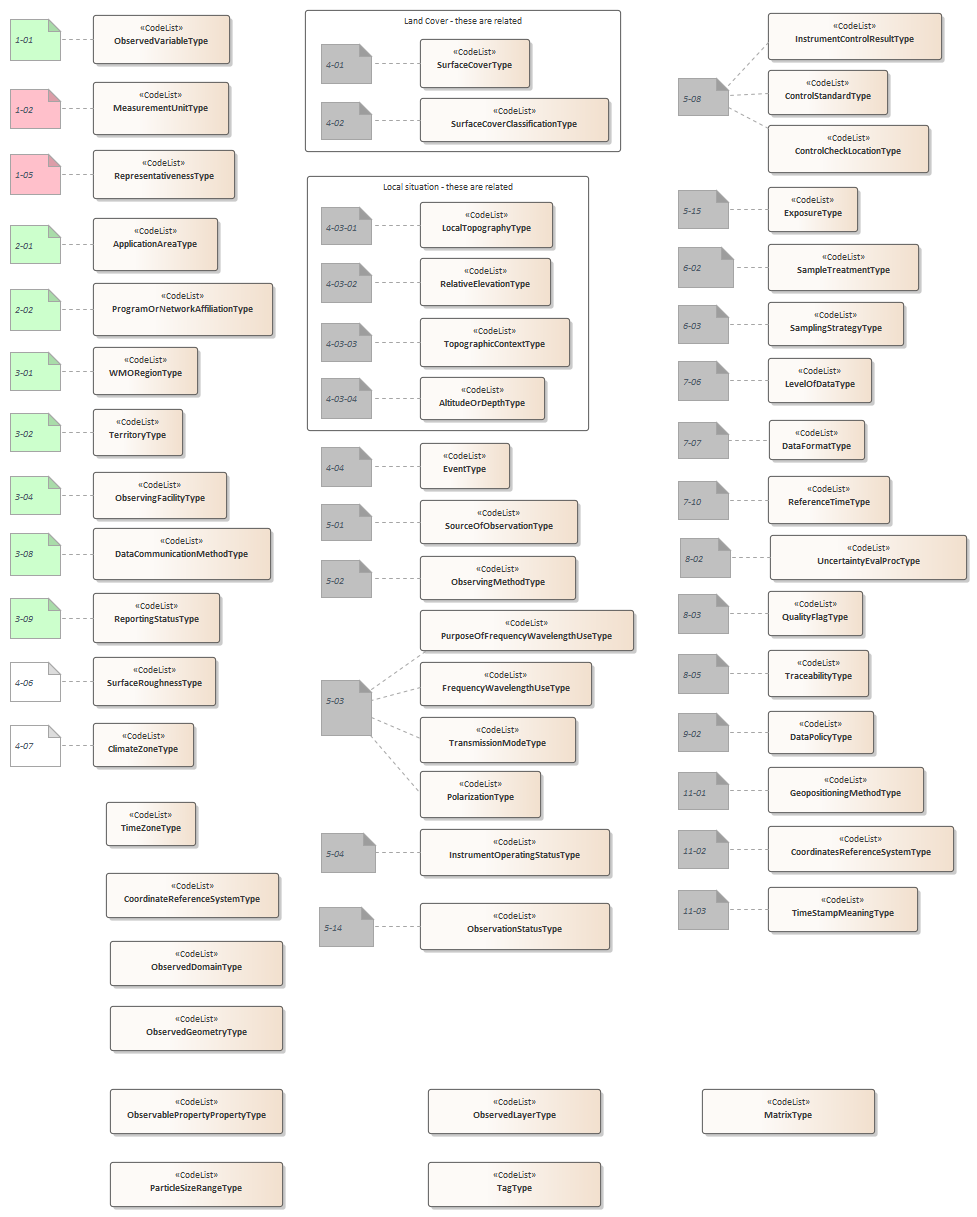 1-01
«CodeList»
ObservedVariableType
1-02
«CodeList»
MeasurementUnitType
1-05
«CodeList»
RepresentativenessType
2-01
«CodeList»
ApplicationAreaType
2-02
«CodeList»
ProgramOrNetworkAffiliationType
3-01
«CodeList»
WMORegionType
3-02
«CodeList»
TerritoryType
3-04
«CodeList»
ObservingFacilityType
3-08
«CodeList»
DataCommunicationMethodType
3-09
«CodeList»
ReportingStatusType
4-06
«CodeList»
SurfaceRoughnessType
4-07
«CodeList»
ClimateZoneType
«CodeList»
TimeZoneType
«CodeList»
CoordinateReferenceSystemType
«CodeList»
ObservedDomainType
«CodeList»
ObservedGeometryType
«CodeList»
ObservablePropertyPropertyType
«CodeList»
ParticleSizeRangeType
Land Cover - these are related
4-01
«CodeList»
SurfaceCoverType
4-02
«CodeList»
SurfaceCoverClassificationType
Local situation - these are related
4-03-01
«CodeList»
LocalTopographyType
4-03-02
«CodeList»
RelativeElevationType
4-03-03
«CodeList»
TopographicContextType
4-03-04
«CodeList»
AltitudeOrDepthType
4-04
«CodeList»
EventType
5-01
«CodeList»
SourceOfObservationType
5-02
«CodeList»
ObservingMethodType
5-03
«CodeList»
PurposeOfFrequencyWavelengthUseType
«CodeList»
FrequencyWavelengthUseType
«CodeList»
TransmissionModeType
«CodeList»
PolarizationType
5-04
«CodeList»
InstrumentOperatingStatusType
5-14
«CodeList»
ObservationStatusType
«CodeList»
ObservedLayerType
«CodeList»
TagType
5-08
«CodeList»
InstrumentControlResultType
«CodeList»
ControlStandardType
«CodeList»
ControlCheckLocationType
5-15
«CodeList»
ExposureType
6-02
«CodeList»
SampleTreatmentType
6-03
«CodeList»
SamplingStrategyType
7-06
«CodeList»
LevelOfDataType
7-07
«CodeList»
DataFormatType
7-10
«CodeList»
ReferenceTimeType
8-02
«CodeList»
UncertaintyEvalProcType
8-03
«CodeList»
QualityFlagType
8-05
«CodeList»
TraceabilityType
9-02
«CodeList»
DataPolicyType
11-01
«CodeList»
GeopositioningMethodType
11-02
«CodeList»
CoordinatesReferenceSystemType
11-03
«CodeList»
TimeStampMeaningType
«CodeList»
MatrixType